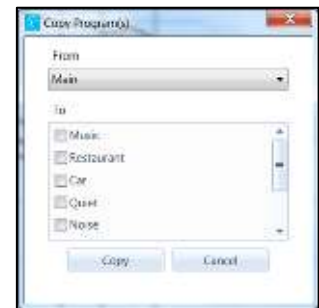 Copy Program(s)
From
Main
To
Music
Restaurant
Car
Quiet
Noise
Copy
Cancel